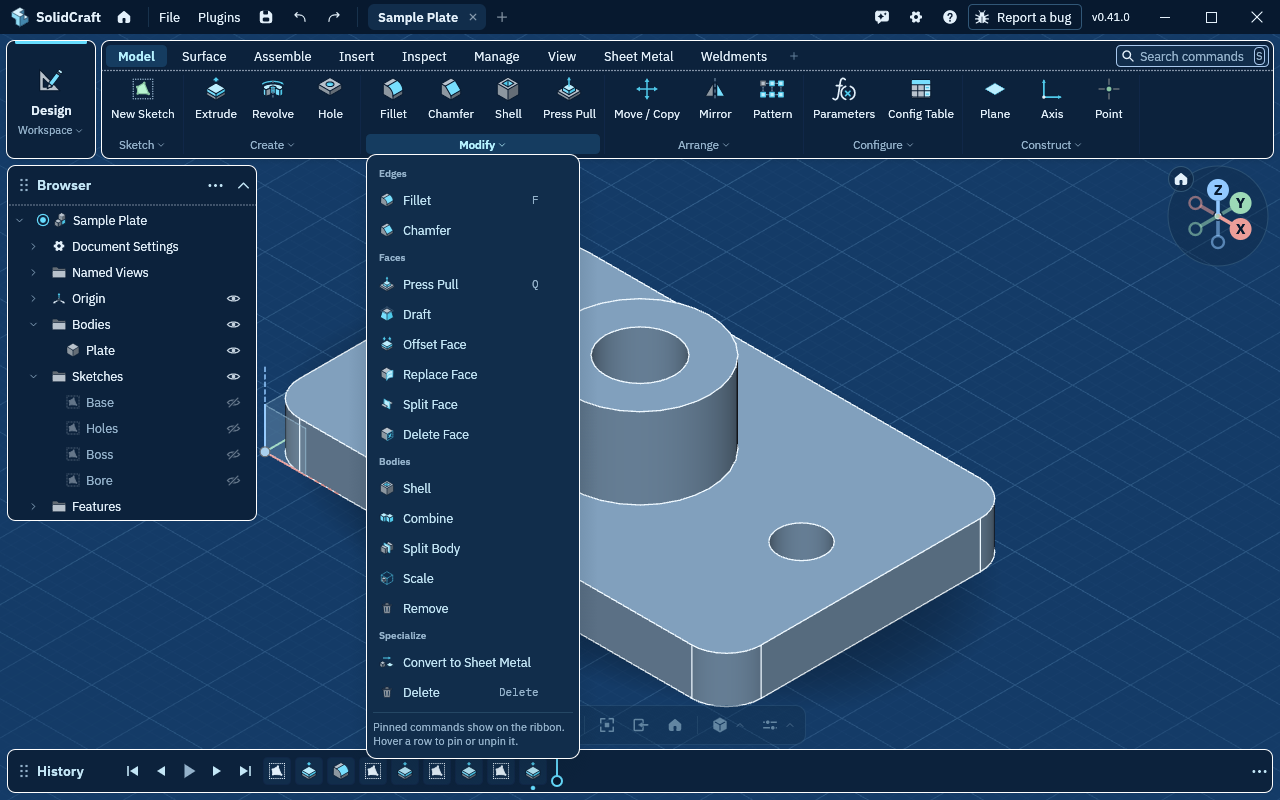 SolidCraft
File
Plugins
Sample Plate
Report a bug
v0.41.0
Design
Workspace
Model
Surface
Assemble
Insert
Inspect
Manage
View
Sheet Metal
Weldments
Search commands
S
New Sketch
Extrude
Revolve
Hole
Fillet
Chamfer
Shell
Press Pull
Move / Copy
Mirror
Pattern
Parameters
Config Table
Plane
Axis
Point
Sketch
Create
Modify
Arrange
Configure
Construct
Browser
Sample Plate
Document Settings
Named Views
Origin
Bodies
Plate
Sketches
Base
Holes
Boss
Bore
Features
Edges
Fillet F
Chamfer
Faces
Press Pull Q
Draft
Offset Face
Replace Face
Split Face
Delete Face
Bodies
Shell
Combine
Split Body
Scale
Remove
Specialize
Convert to Sheet Metal
Delete Delete
Pinned commands show on the ribbon.
Hover a row to pin or unpin it.
Z
Y
X
History